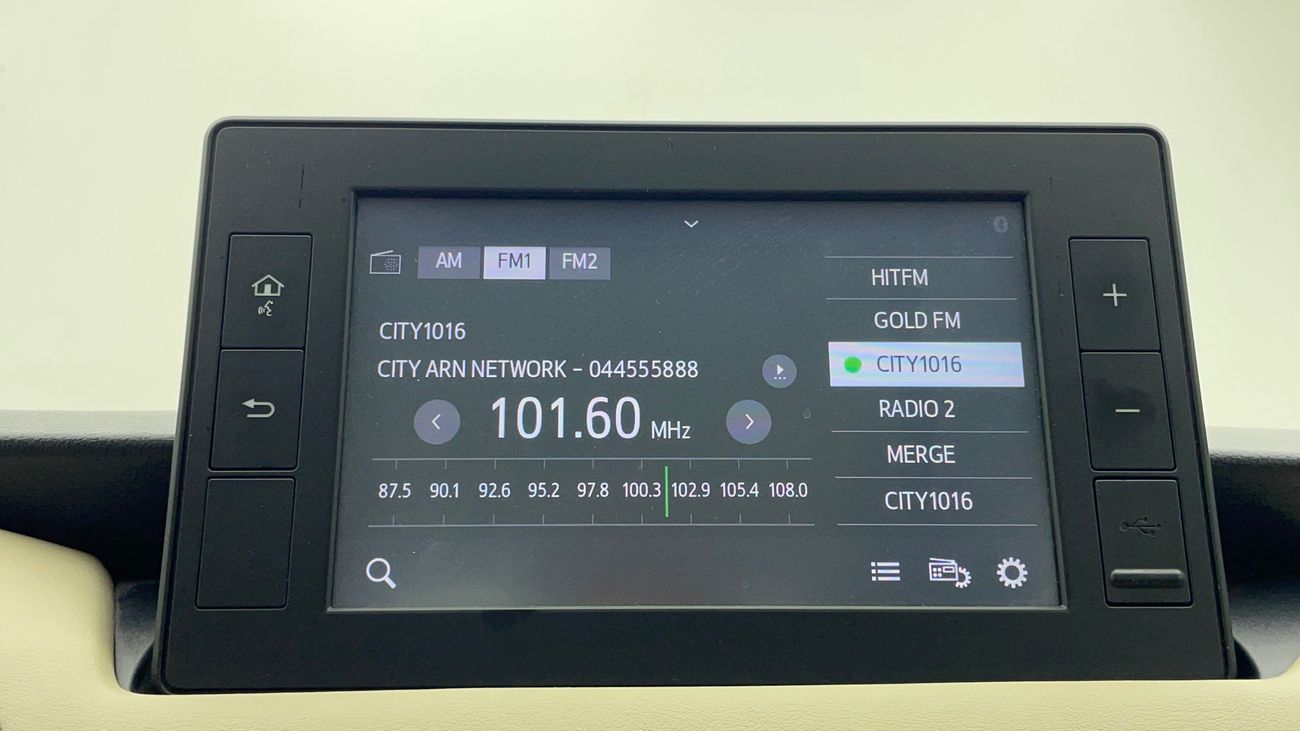 AM FM1 FM2
CITY1016
CITY ARN NETWORK - 044555888
101.60 MHz
87.5 90.1 92.6 95.2 97.8 100.3 102.9 105.4 108.0
HITFM
GOLD FM
CITY1016
RADIO 2
MERGE
CITY1016
+
−